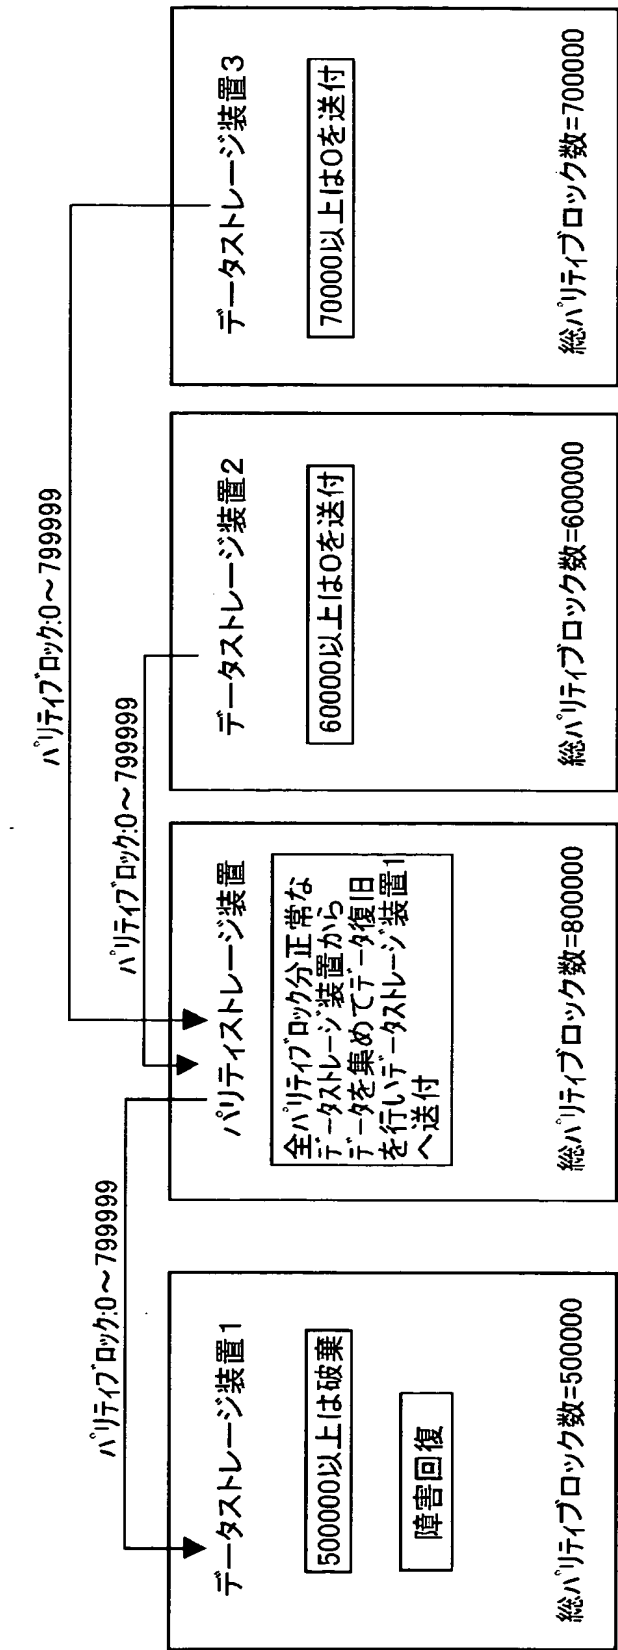 パリティブロック:0～799999
パリティブロック:0～799999
パリティブロック:0～799999
データストレージ装置1
500000以上は破棄
障害回復
総パリティブロック数=500000
パリティストレージ装置
全パリティブロック分正常な
データストレージ装置から
データを集めてデータ復旧
を行いデータストレージ装置1
へ送付
総パリティブロック数=800000
データストレージ装置2
60000以上は0を送付
総パリティブロック数=600000
データストレージ装置3
70000以上は0を送付
総パリティブロック数=700000